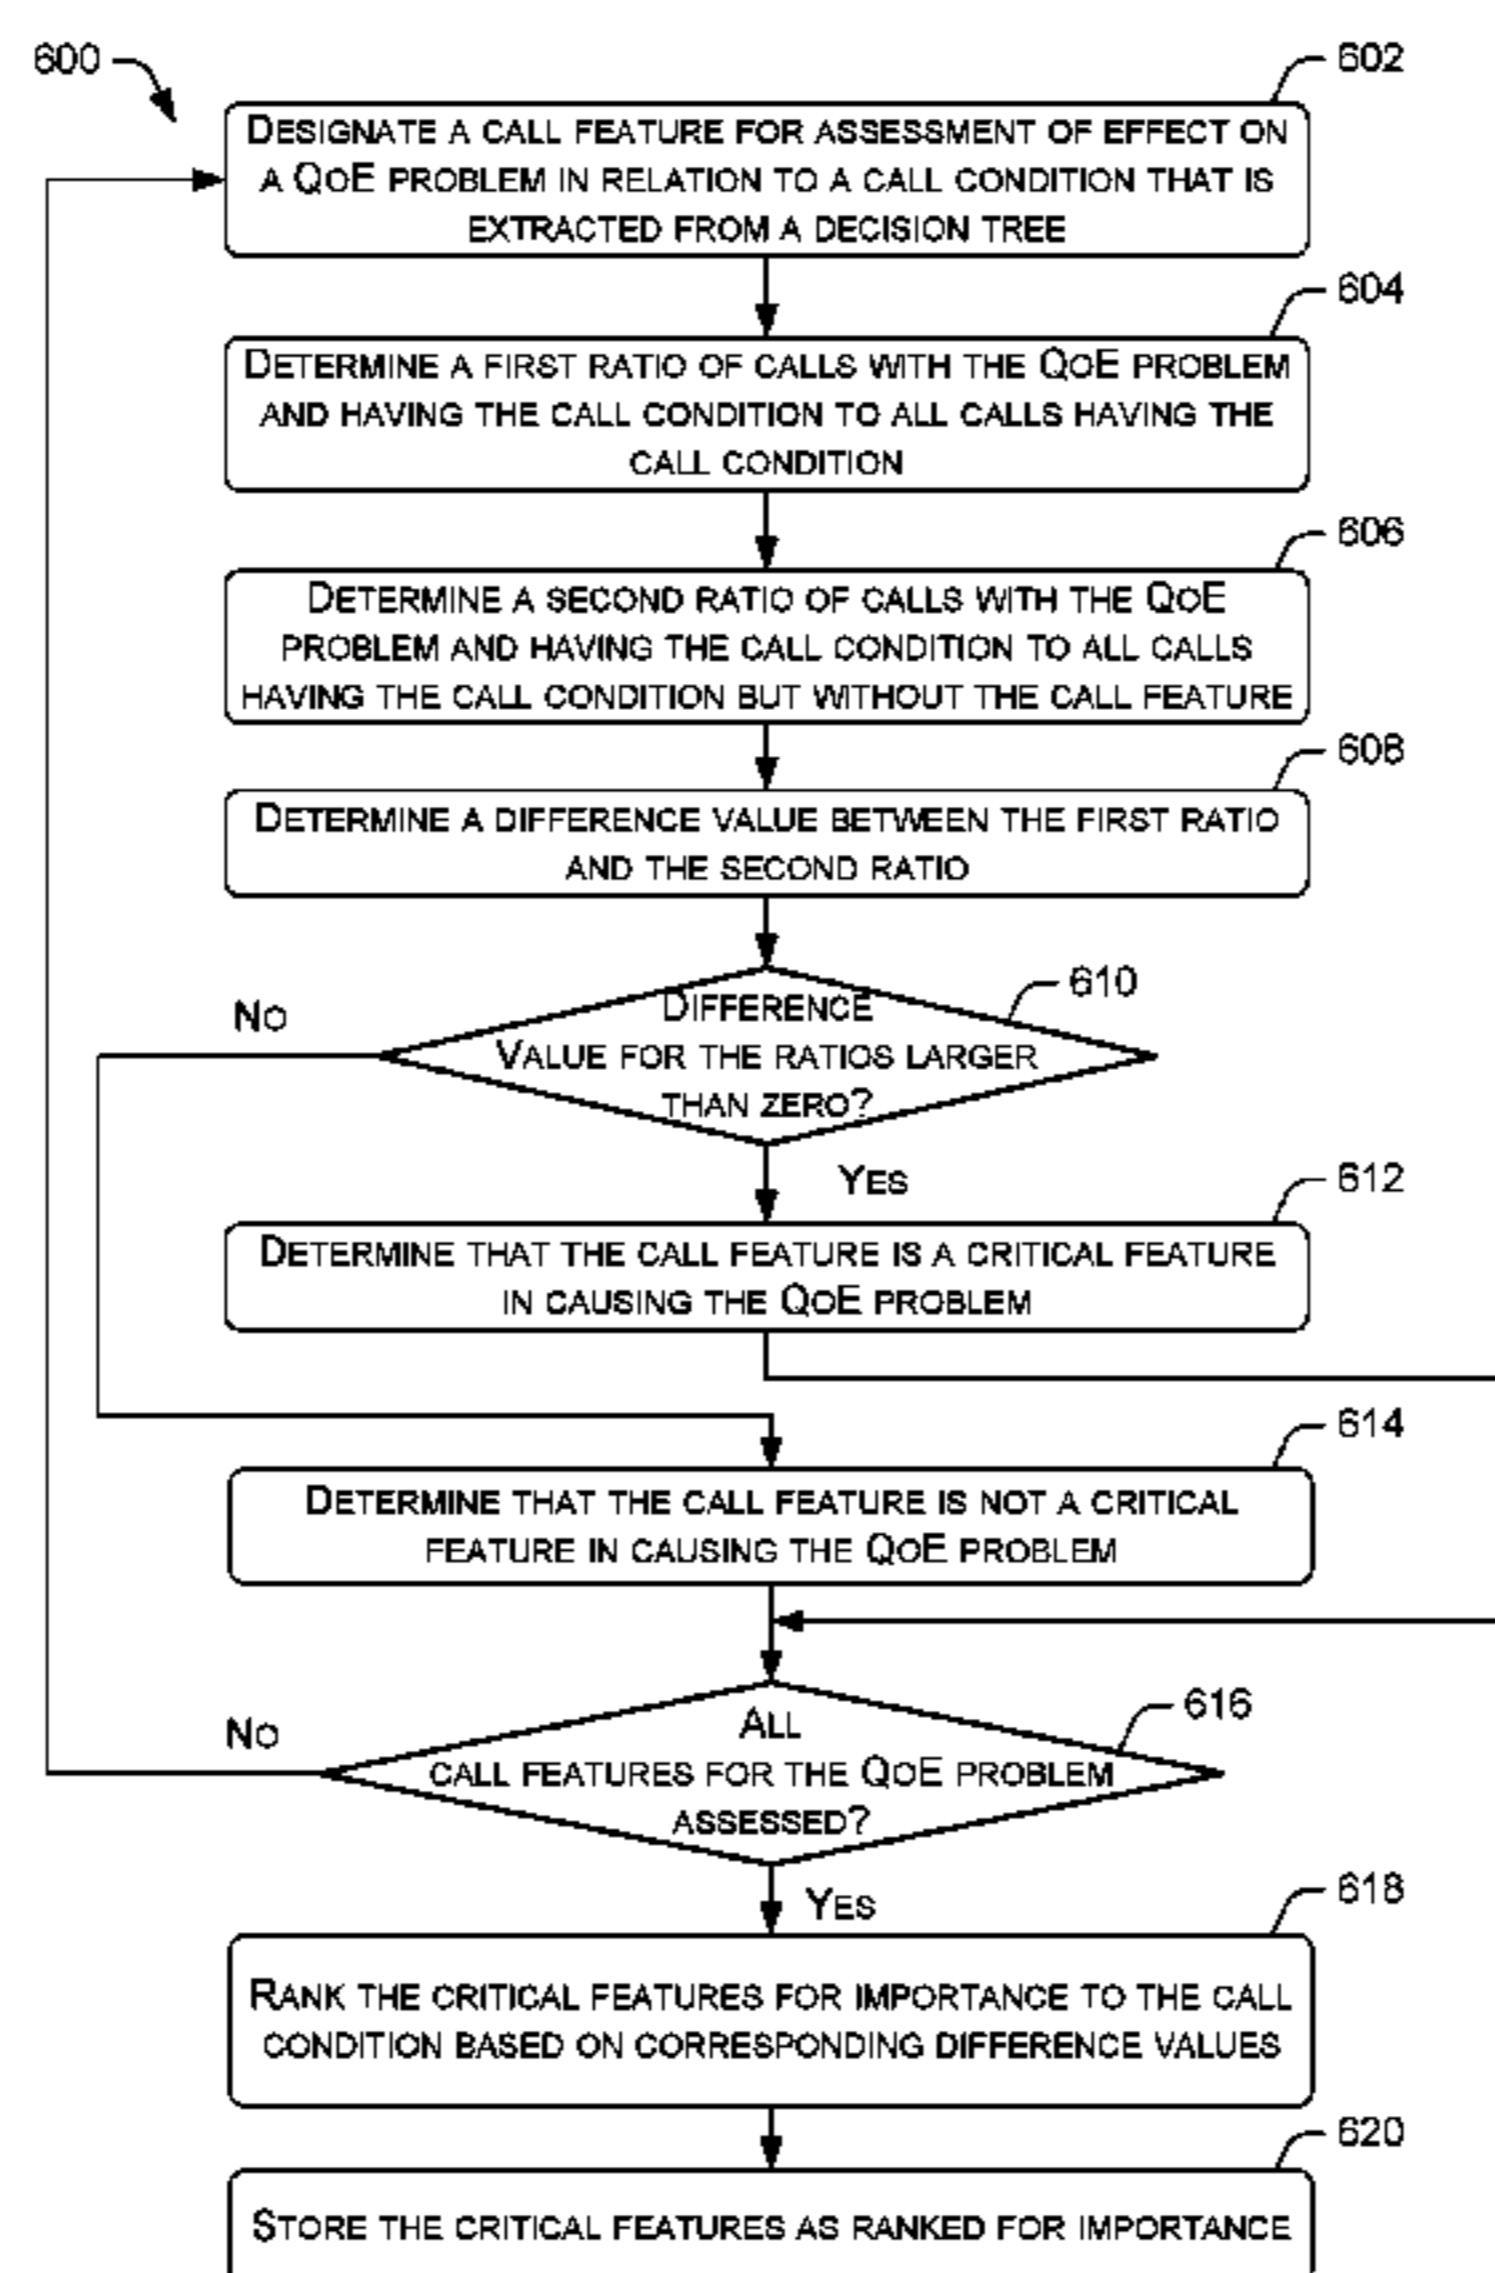 600
602
DESIGNATE A CALL FEATURE FOR ASSESSMENT OF EFFECT ON
A QOE PROBLEM IN RELATION TO A CALL CONDITION THAT IS
EXTRACTED FROM A DECISION TREE
604
DETERMINE A FIRST RATIO OF CALLS WITH THE QOE PROBLEM
AND HAVING THE CALL CONDITION TO ALL CALLS HAVING THE
CALL CONDITION
606
DETERMINE A SECOND RATIO OF CALLS WITH THE QOE
PROBLEM AND HAVING THE CALL CONDITION TO ALL CALLS
HAVING THE CALL CONDITION BUT WITHOUT THE CALL FEATURE
608
DETERMINE A DIFFERENCE VALUE BETWEEN THE FIRST RATIO
AND THE SECOND RATIO
610
NO
DIFFERENCE
VALUE FOR THE RATIOS LARGER
THAN ZERO?
YES
612
DETERMINE THAT THE CALL FEATURE IS A CRITICAL FEATURE
IN CAUSING THE QOE PROBLEM
614
DETERMINE THAT THE CALL FEATURE IS NOT A CRITICAL
FEATURE IN CAUSING THE QOE PROBLEM
616
NO
ALL
CALL FEATURES FOR THE QOE PROBLEM
ASSESSED?
YES
618
RANK THE CRITICAL FEATURES FOR IMPORTANCE TO THE CALL
CONDITION BASED ON CORRESPONDING DIFFERENCE VALUES
620
STORE THE CRITICAL FEATURES AS RANKED FOR IMPORTANCE